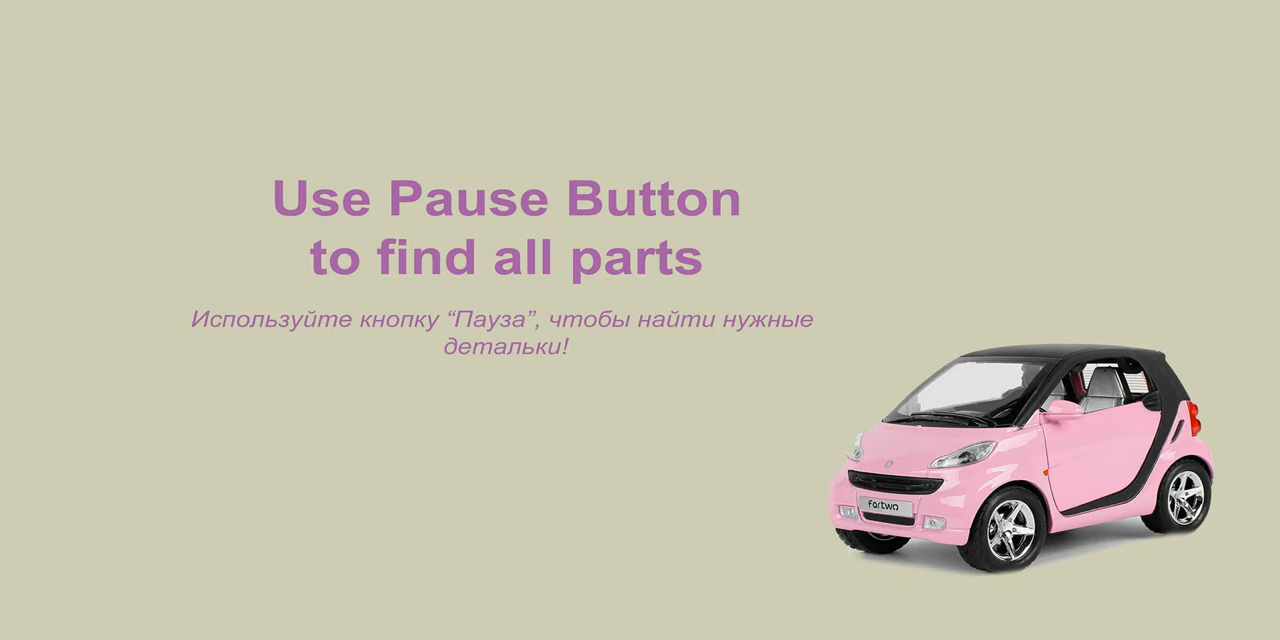 Use Pause Button
to find all parts
Используйте кнопку “Пауза”, чтобы найти нужные
детальки!
fortwo